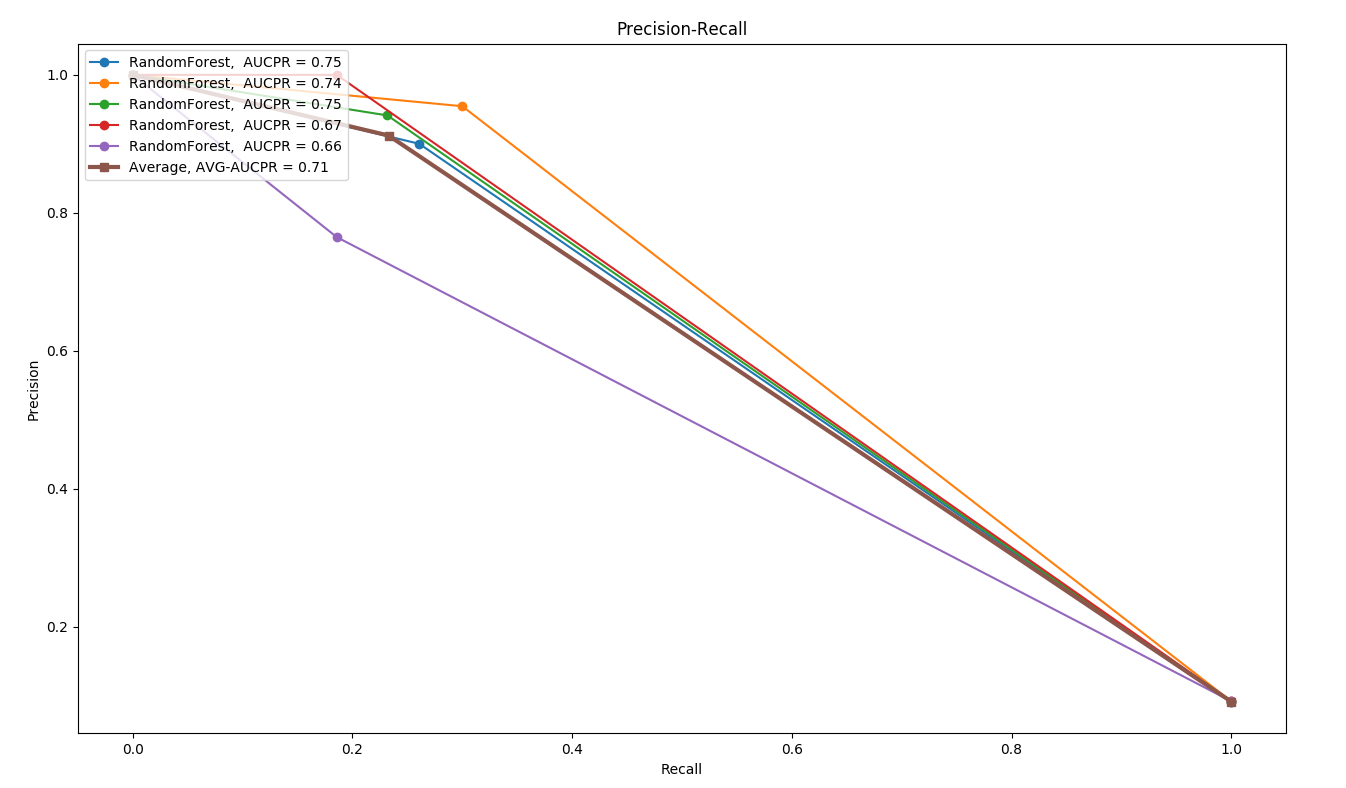 Precision-Recall
RandomForest,  AUCPR = 0.75
RandomForest,  AUCPR = 0.74
RandomForest,  AUCPR = 0.75
RandomForest,  AUCPR = 0.67
RandomForest,  AUCPR = 0.66
Average, AVG-AUCPR = 0.71
Precision
1.0
0.8
0.6
0.4
0.2
0.0
0.2
0.4
0.6
0.8
1.0
Recall